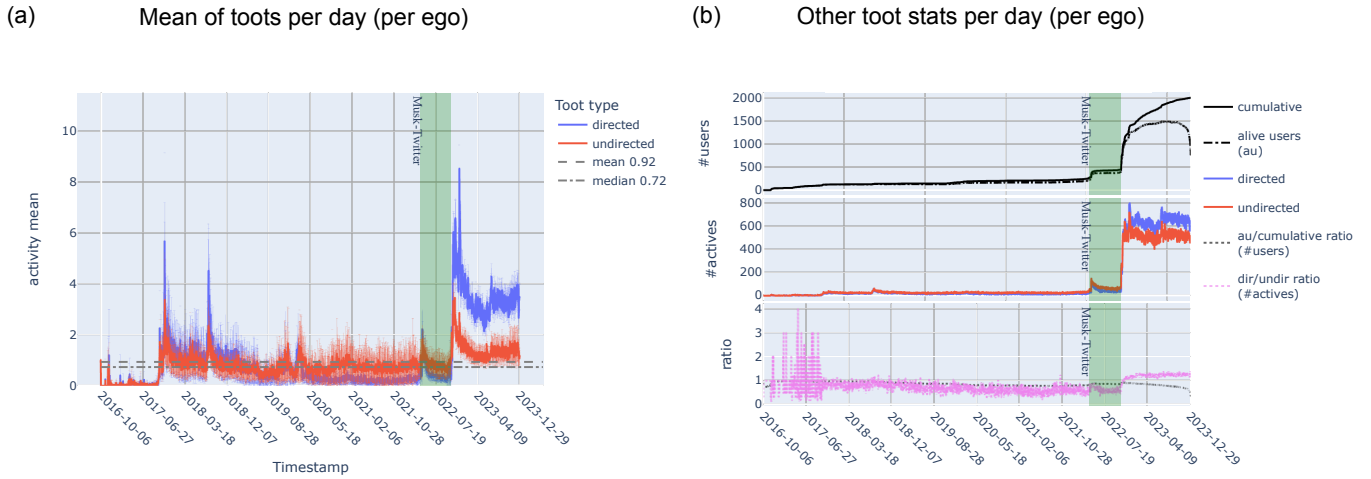 (a)
Mean of toots per day (per ego)
activity mean
10
8
6
4
2
0
Musk-Twitter
2016-10-06
2017-06-27
2018-03-18
2018-12-07
2019-08-28
2020-05-18
2021-02-06
2021-10-28
2022-07-19
2023-04-09
2023-12-29
Timestamp
Toot type
directed
undirected
mean 0.92
median 0.72
(b)
Other toot stats per day (per ego)
#users
2000
1500
1000
500
0
Musk-Twitter
#actives
800
600
400
200
0
Musk-Twitter
ratio
4
3
2
1
0
Musk-Twitter
2016-10-06
2017-06-27
2018-03-18
2018-12-07
2019-08-28
2020-05-18
2021-02-06
2021-10-28
2022-07-19
2023-04-09
2023-12-29
cumulative
alive users
(au)
directed
undirected
au/cumulative ratio
(#users)
dir/undir ratio
(#actives)